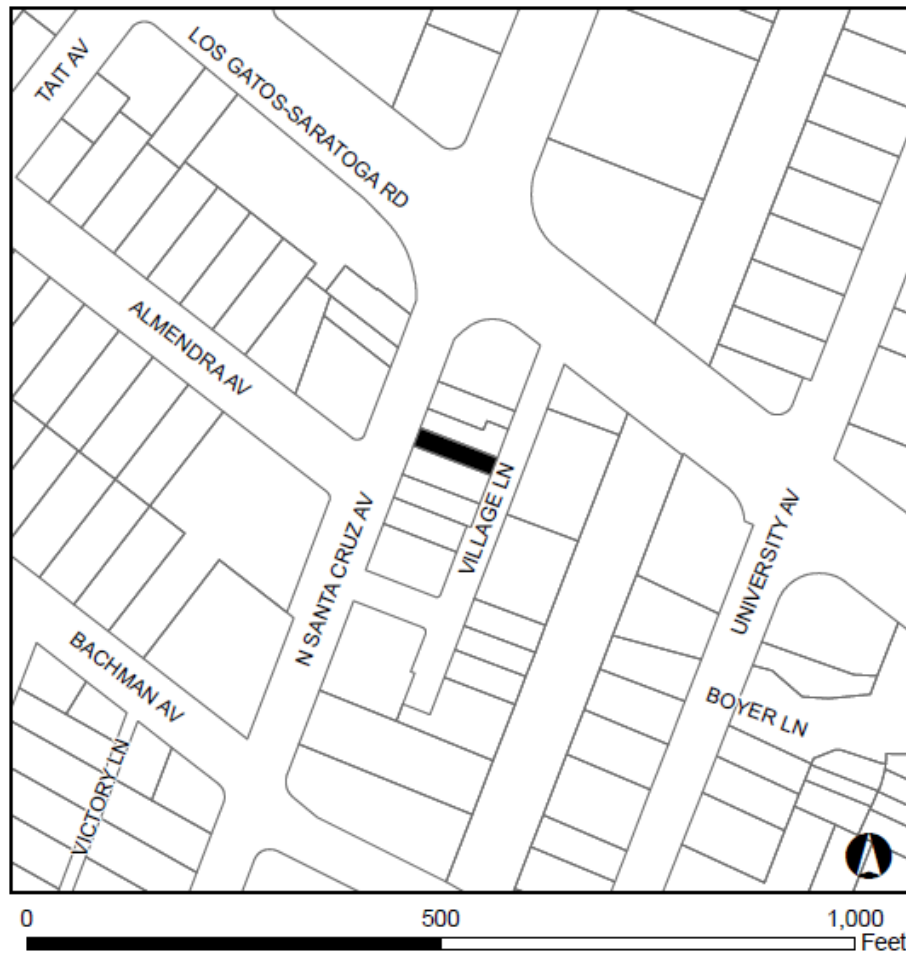 TAIT AV
LOS GATOS-SARATOGA RD
ALMENDRA AV
N SANTA CRUZ AV
VILLAGE LN
UNIVERSITY AV
BACHMAN AV
BOYER LN
VICTORY LN
0 500 1,000
Feet